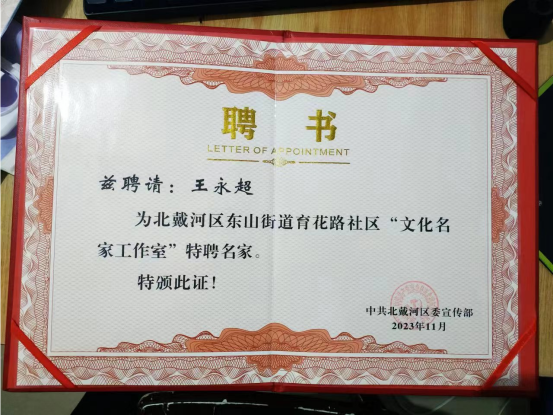 聘书
LETTER OF APPOINTMENT
兹聘请：王永超
为北戴河区东山街道育花路社区“文化名
家工作室”特聘名家。
特颁此证！
中共北戴河区委宣传部
2023年11月